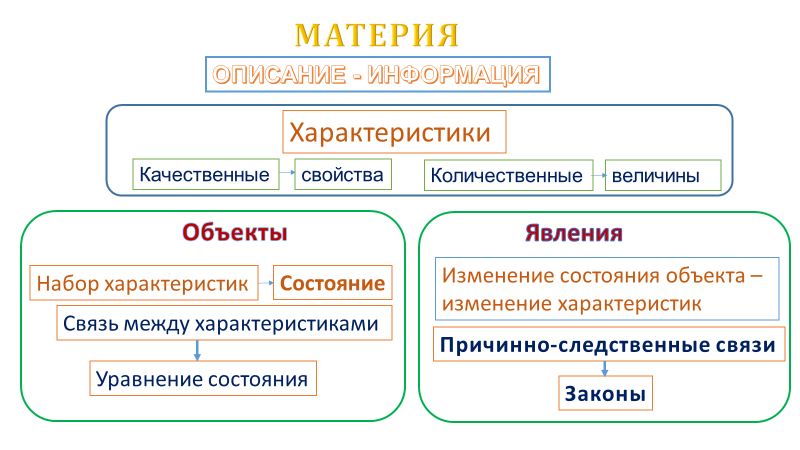 МАТЕРИЯ
ОПИСАНИЕ - ИНФОРМАЦИЯ
Характеристики
Качественные свойства Количественные величины
Объекты
Набор характеристик Состояние
Связь между характеристиками
Уравнение состояния
Явления
Изменение состояния объекта –
изменение характеристик
Причинно-следственные связи
Законы